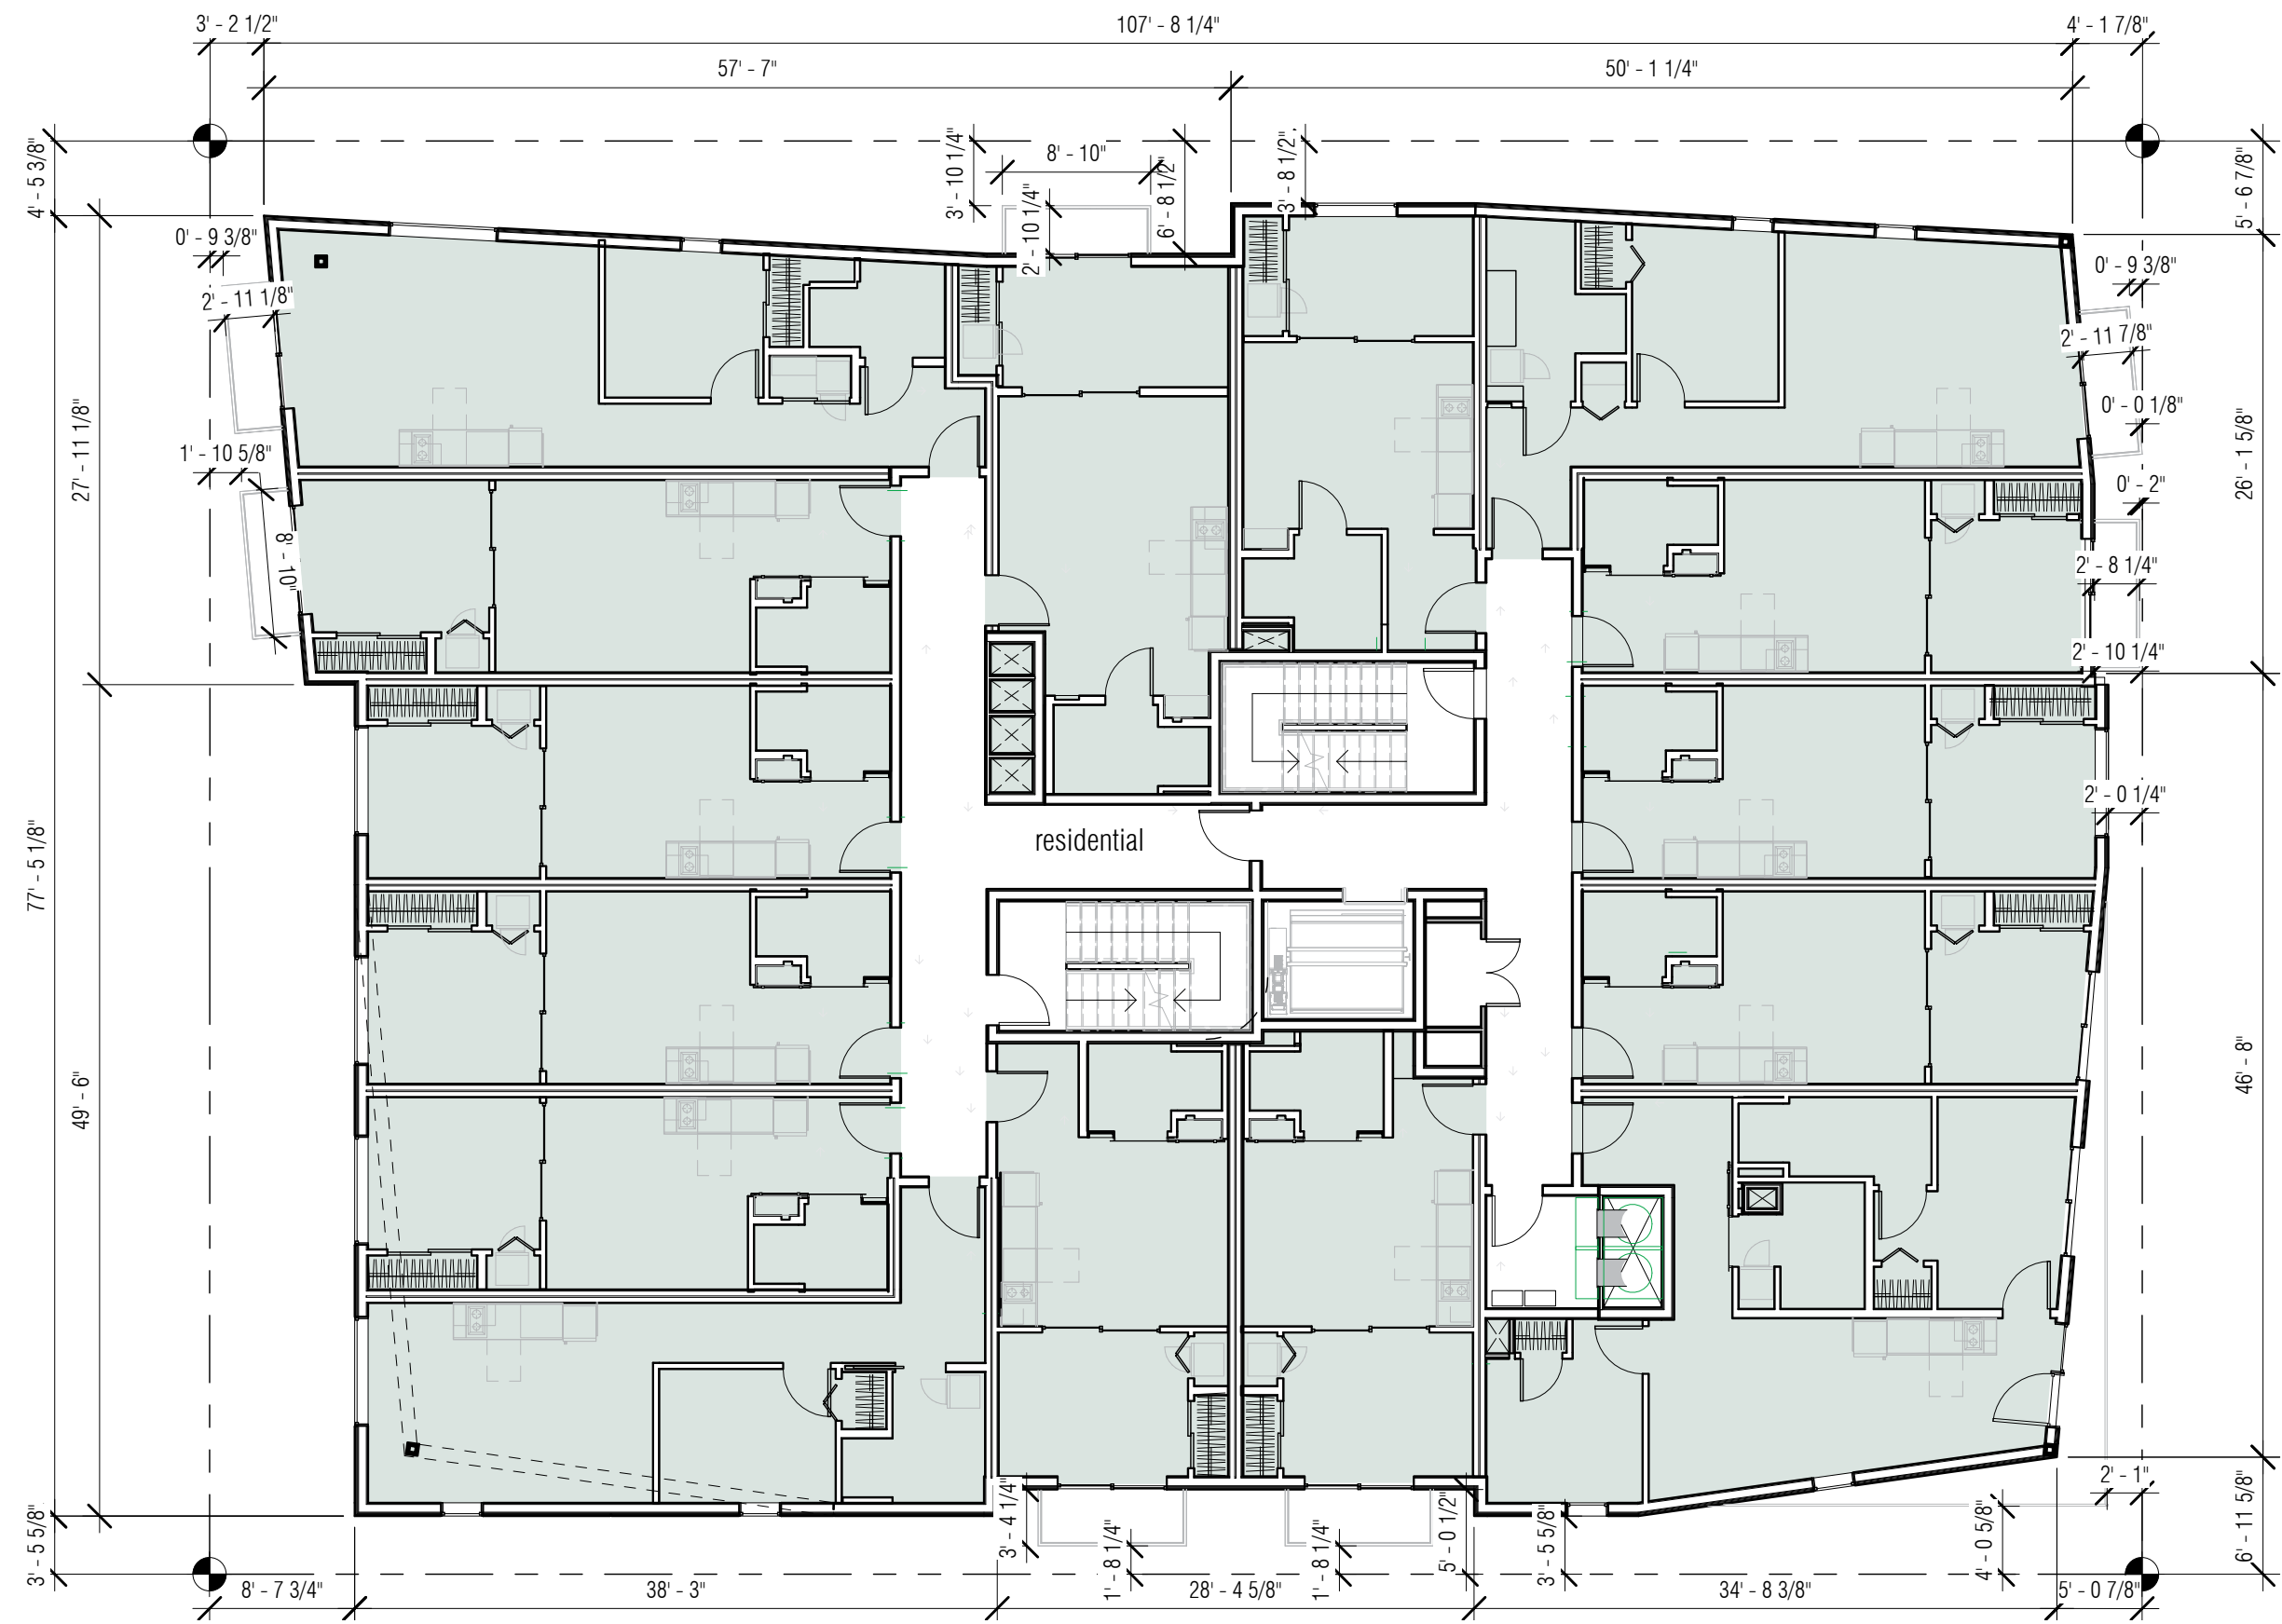 3' - 2 1/2"
107' - 8 1/4"
4' - 1 7/8"
57' - 7"
50' - 1 1/4"
4' - 5 3/8"
3' - 10 1/4"
8' - 10"
6' - 8 1/2"
3' - 8 1/2"
5' - 6 7/8"
2' - 10 1/4"
0' - 9 3/8"
0' - 9 3/8"
2' - 11 1/8"
2' - 11 7/8"
0' - 0 1/8"
27' - 11 1/8"
1' - 10 5/8"
26' - 1 5/8"
0' - 2"
8' - 10"
2' - 8 1/4"
2' - 10 1/4"
2' - 0 1/4"
residential
77' - 5 1/8"
49' - 6"
46' - 8"
2' - 1"
3' - 5 5/8"
3' - 4 1/4"
1' - 8 1/4"
1' - 8 1/4"
5' - 0 1/2"
3' - 5 5/8"
4' - 0 5/8"
6' - 11 5/8"
8' - 7 3/4"
38' - 3"
28' - 4 5/8"
34' - 8 3/8"
5' - 0 7/8"